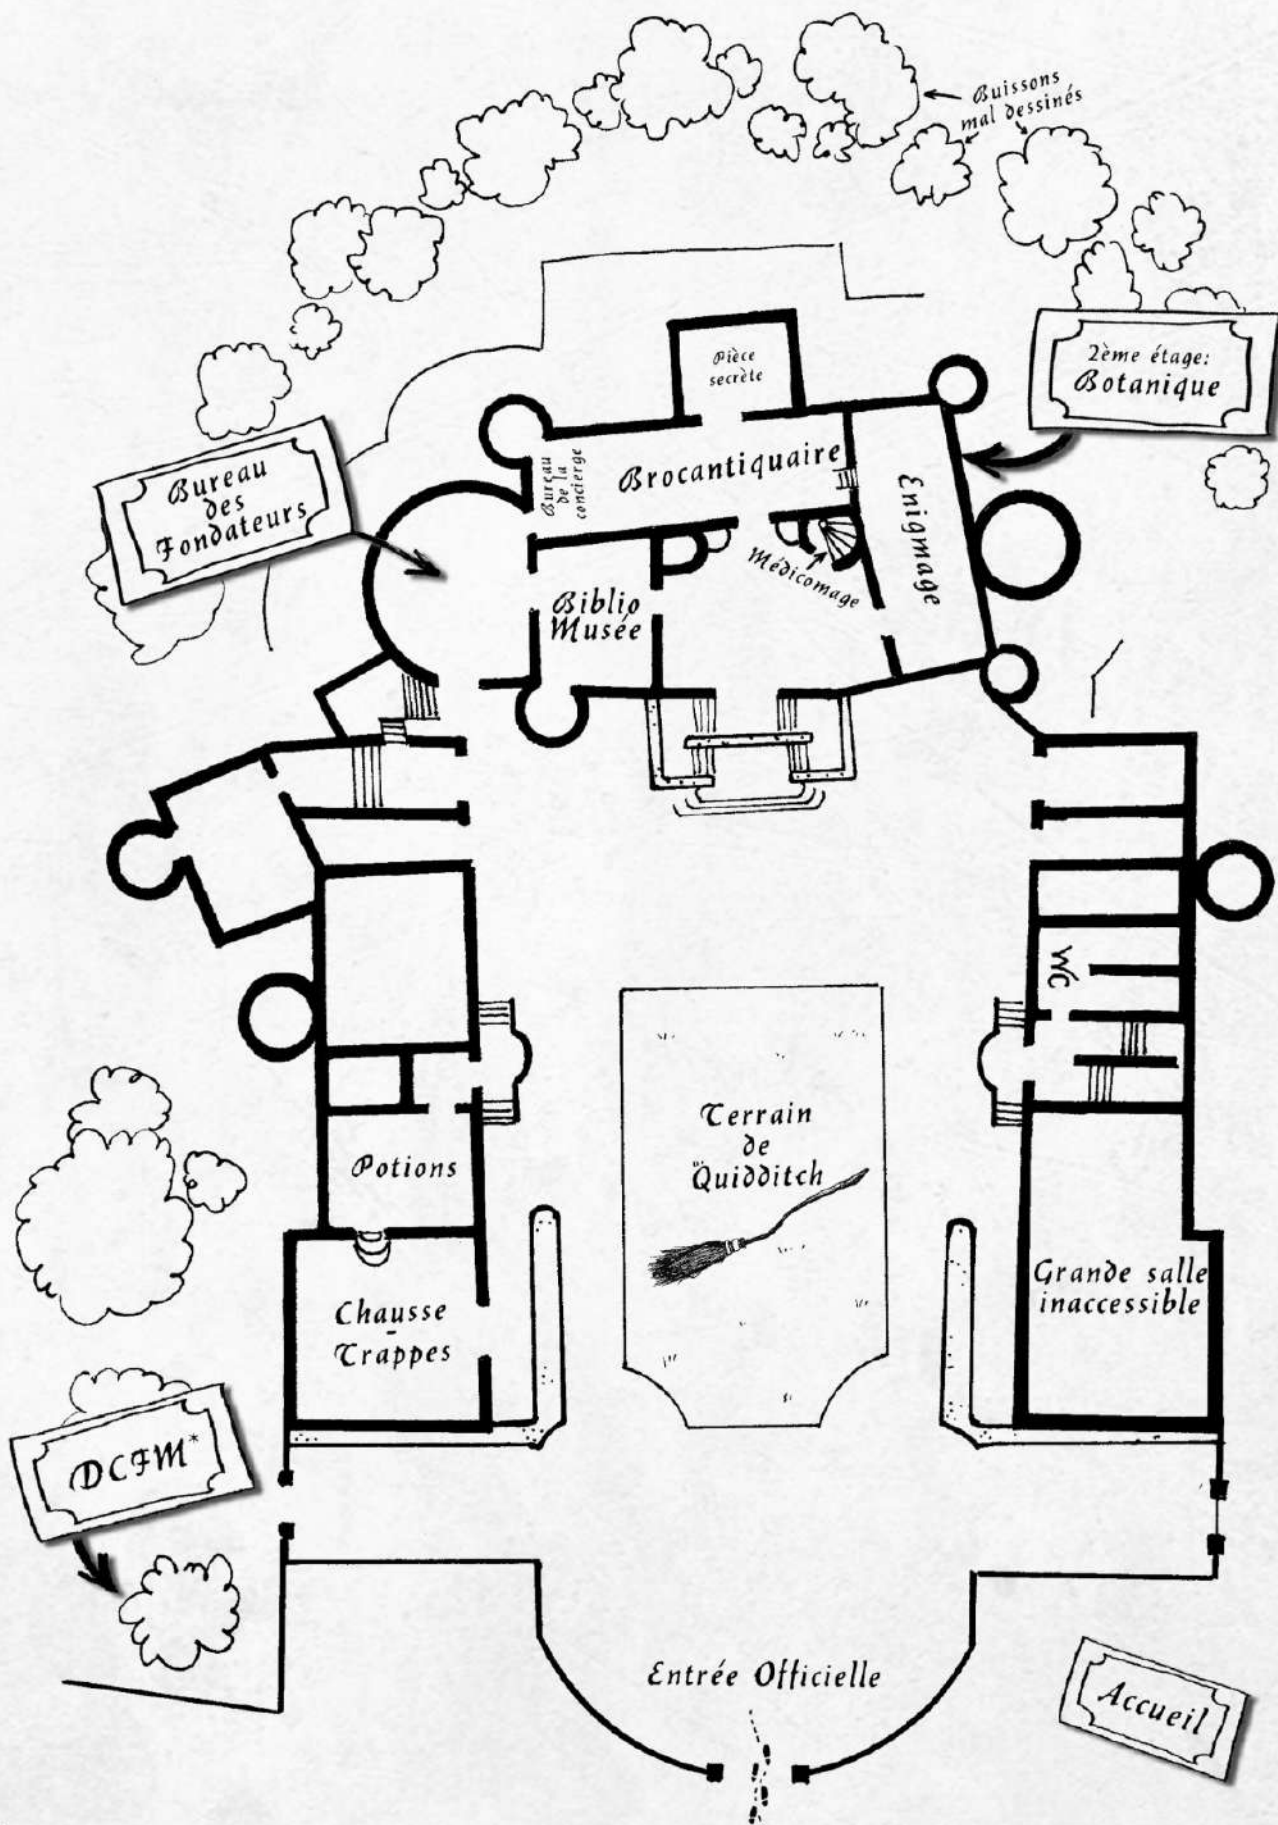 Buissons
mal dessinés
Pièce
secrète
2ème étage:
Botanique
Bureau
des
Fondateurs
Bureau
de la
concierge
Brocantiquaire
Enigmage
Médicomage
Biblio
Musée
WC
Potions
Terrain
de
Quidditch
Chausse
-
Trappes
Grande salle
inaccessible
DCFM*
Entrée Officielle
Accueil